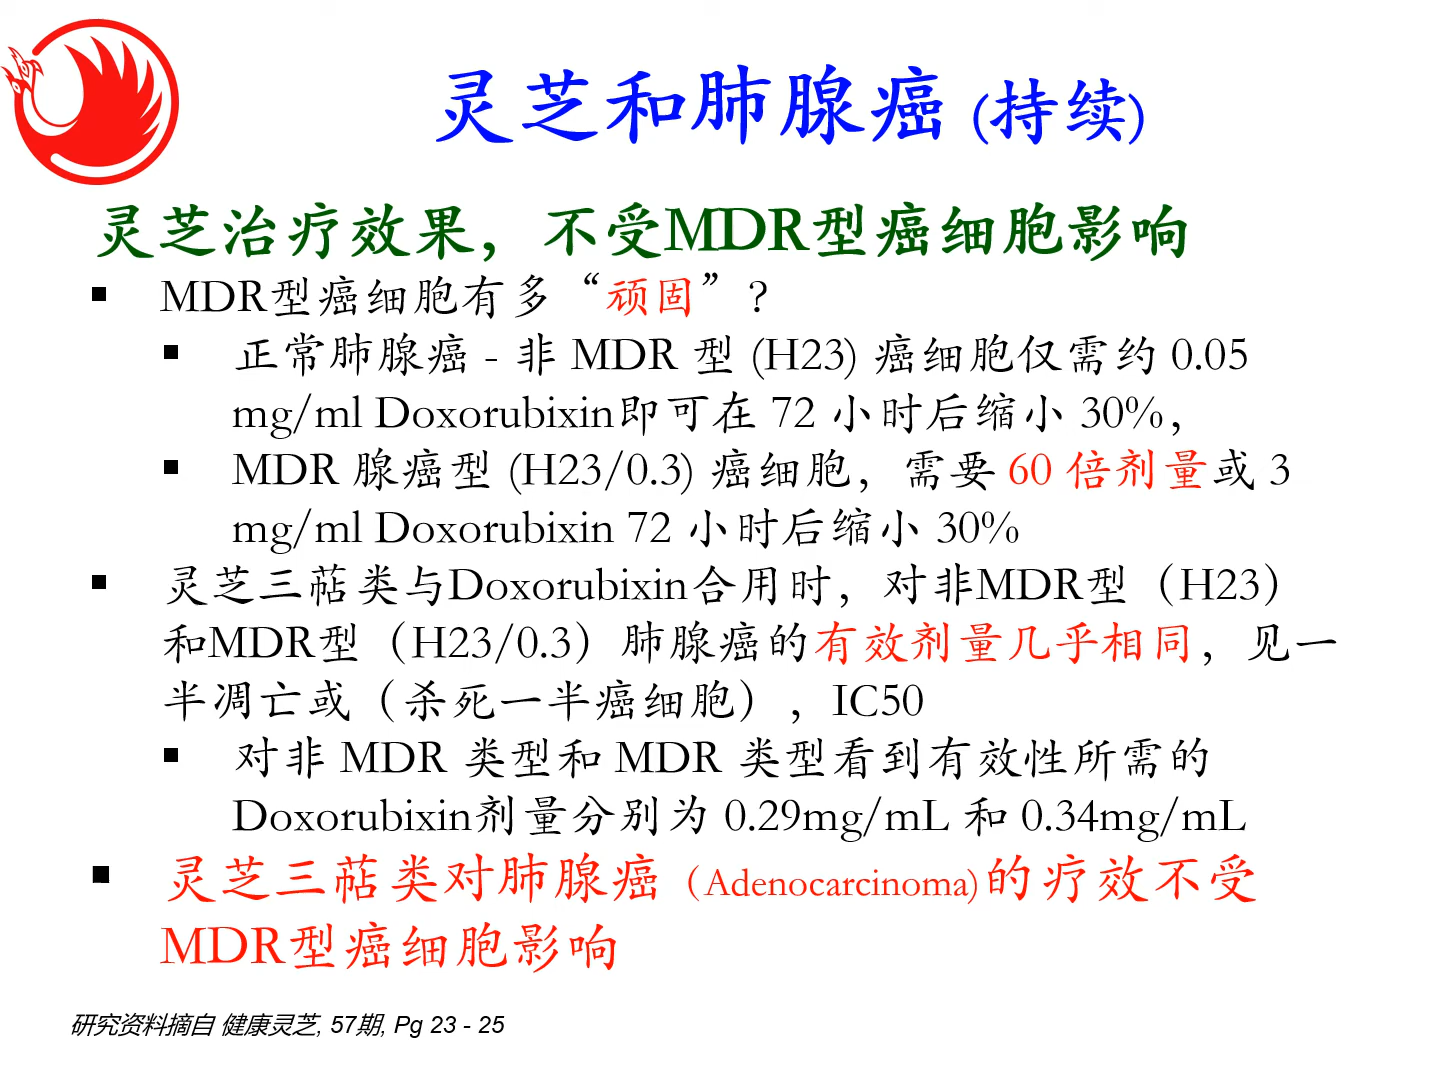 灵芝和肺腺癌 (持续)
灵芝治疗效果，不受MDR型癌细胞影响
▪ MDR型癌细胞有多“顽固”?
▪ 正常肺腺癌 - 非 MDR 型 (H23) 癌细胞仅需约 0.05
mg/ml Doxorubixin即可在 72 小时后缩小 30%，
▪ MDR 腺癌型 (H23/0.3) 癌细胞，需要 60 倍剂量或 3
mg/ml Doxorubixin 72 小时后缩小 30%
▪ 灵芝三萜类与Doxorubixin合用时，对非MDR型（H23）
和MDR型（H23/0.3）肺腺癌的有效剂量几乎相同，见一
半凋亡或（杀死一半癌细胞），IC50
▪ 对非 MDR 类型和 MDR 类型看到有效性所需的
Doxorubixin剂量分别为 0.29mg/mL 和 0.34mg/mL
▪ 灵芝三萜类对肺腺癌（Adenocarcinoma)的疗效不受
MDR型癌细胞影响
研究资料摘自 健康灵芝, 57期, Pg 23 - 25